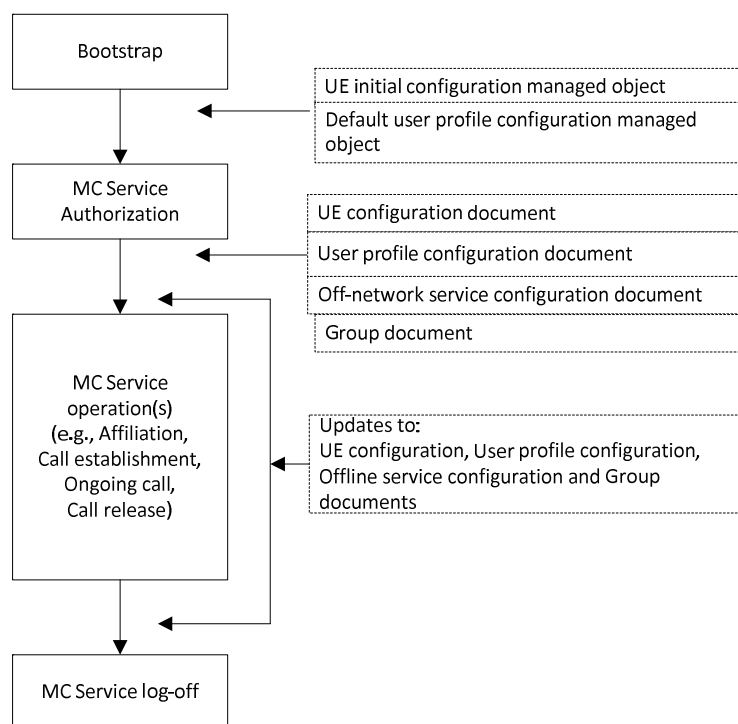 Bootstrap
UE initial configuration managed object
Default user profile configuration managed
object
MC Service
Authorization
UE configuration document
User profile configuration document
Off-network service configuration document
Group document
MC Service
operation(s)
(e.g., Affiliation,
Call establishment,
Ongoing call,
Call release)
Updates to:
UE configuration, User profile configuration,
Offline service configuration and Group
documents
MC Service log-off